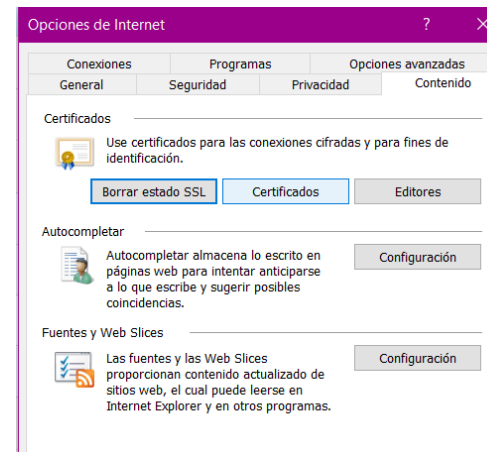 Opciones de Internet ? X
Conexiones Programas Opciones avanzadas
General Seguridad Privacidad Contenido
Certificados
Use certificados para las conexiones cifradas y para fines de
identificación.
Borrar estado SSL Certificados Editores
Autocompletar
Autocompletar almacena lo escrito en
páginas web para intentar anticiparse
a lo que escribe y sugerir posibles
coincidencias.
Configuración
Fuentes y Web Slices
Las fuentes y las Web Slices
proporcionan contenido actualizado de
sitios web, el cual puede leerse en
Internet Explorer y en otros programas.
Configuración